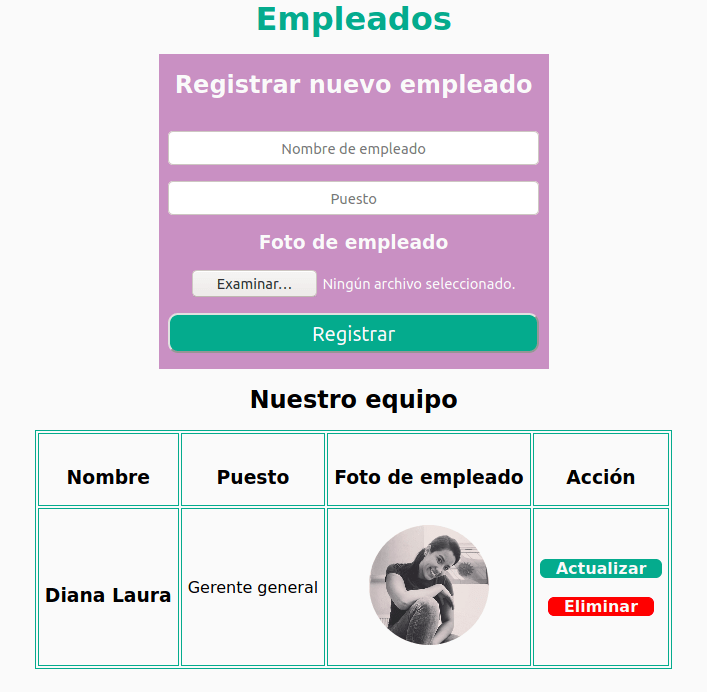 Empleados
Registrar nuevo empleado
Nombre de empleado
Puesto
Foto de empleado
Examinar... Ningún archivo seleccionado.
Registrar
Nuestro equipo
Nombre Puesto Foto de empleado Acción
Diana Laura Gerente general Actualizar
Eliminar